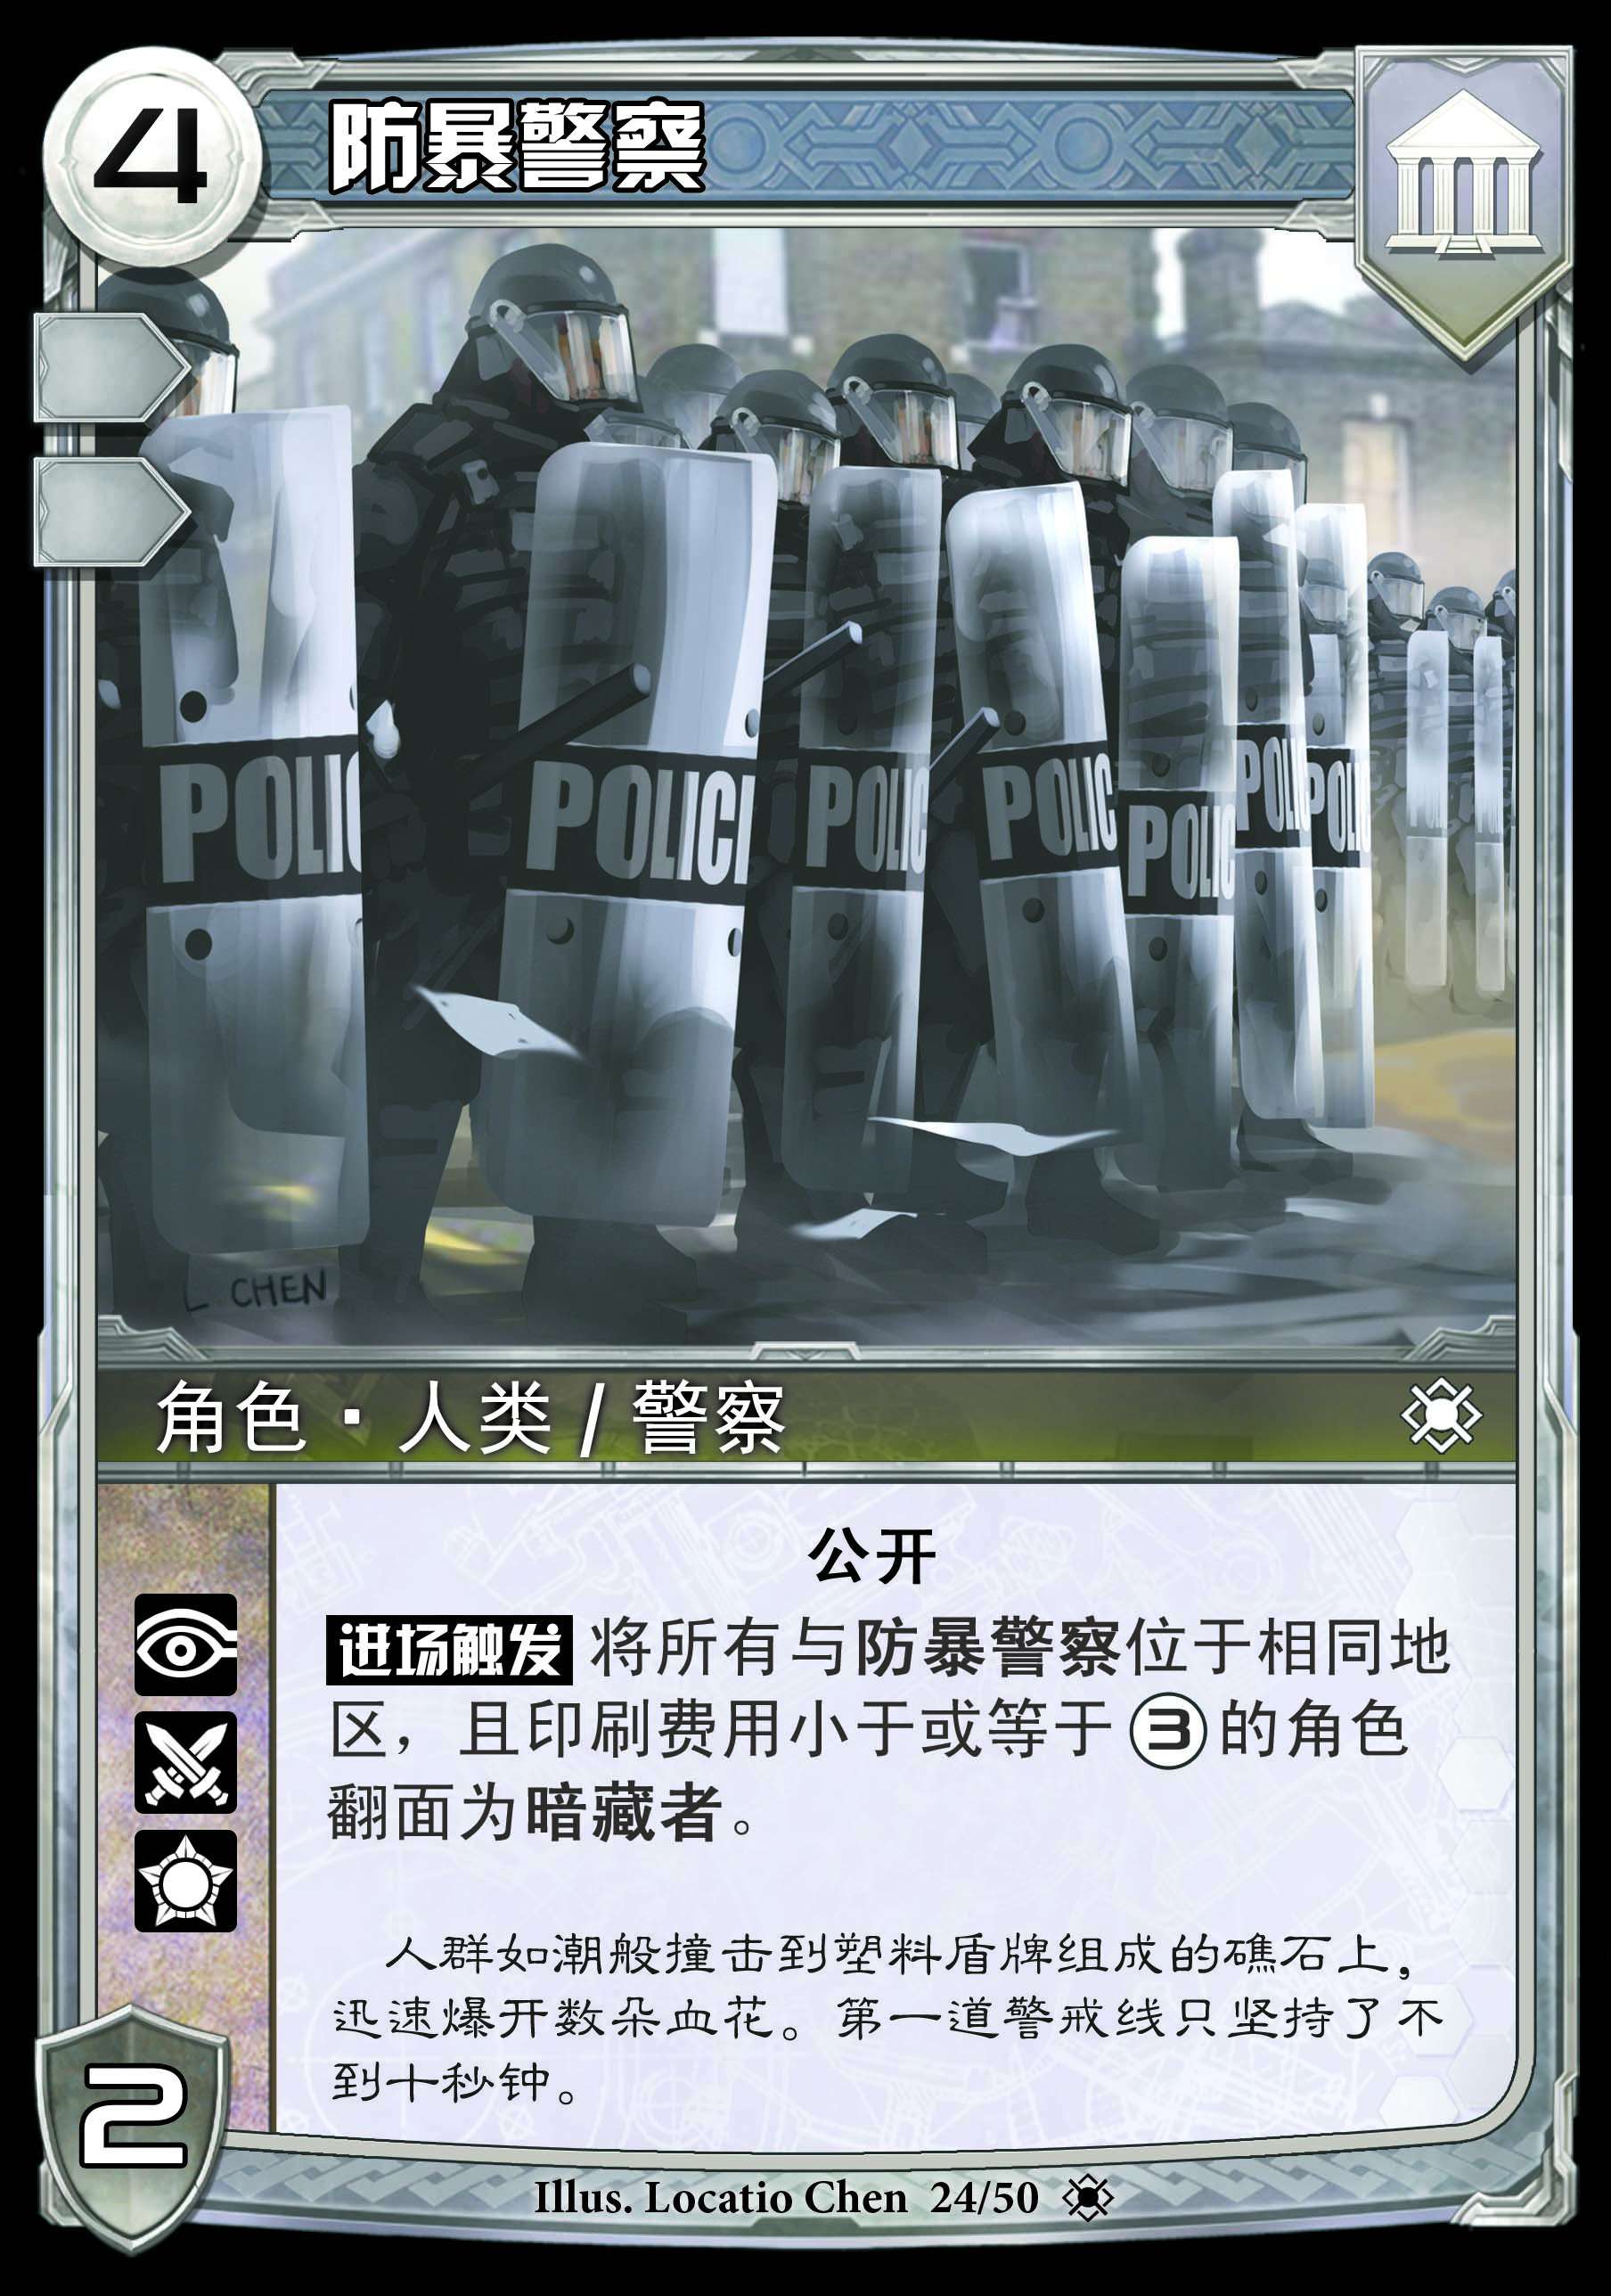 4
防暴警察
POLIC
POLICE
POLIC
POLIC
POLIC
POLI
POLI
L CHEN
角色·人类/警察
公开
进场触发 将所有与防暴警察位于相同地
区，且印刷费用小于或等于③的角色
翻面为暗藏者。
人群如潮般撞击到塑料盾牌组成的礁石上，
迅速爆开数朵血花。第一道警戒线只坚持了不
到十秒钟。
2
Illus. Locatio Chen 24/50